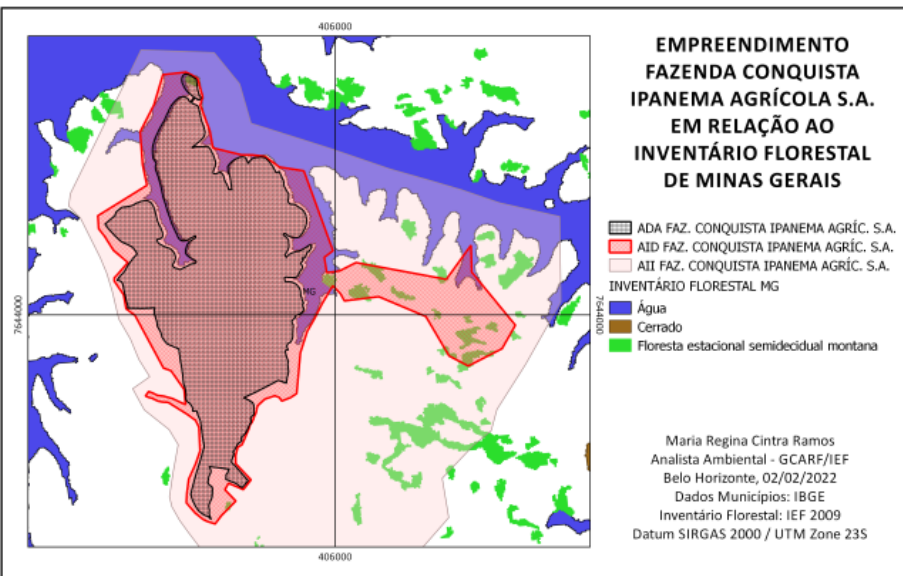 406000
EMPREENDIMENTO
FAZENDA CONQUISTA
IPANEMA AGRÍCOLA S.A.
EM RELAÇÃO AO
INVENTÁRIO FLORESTAL
DE MINAS GERAIS
ADA FAZ. CONQUISTA IPANEMA AGRÍC. S.A.
AID FAZ. CONQUISTA IPANEMA AGRÍC. S.A.
AII FAZ. CONQUISTA IPANEMA AGRÍC. S.A.
INVENTÁRIO FLORESTAL MG
Água
Cerrado
Floresta estacional semidecidual montana
MG
7644000
7644000
406000
Maria Regina Cintra Ramos
Analista Ambiental - GCARF/IEF
Belo Horizonte, 02/02/2022
Dados Municípios: IBGE
Inventário Florestal: IEF 2009
Datum SIRGAS 2000 / UTM Zone 23S